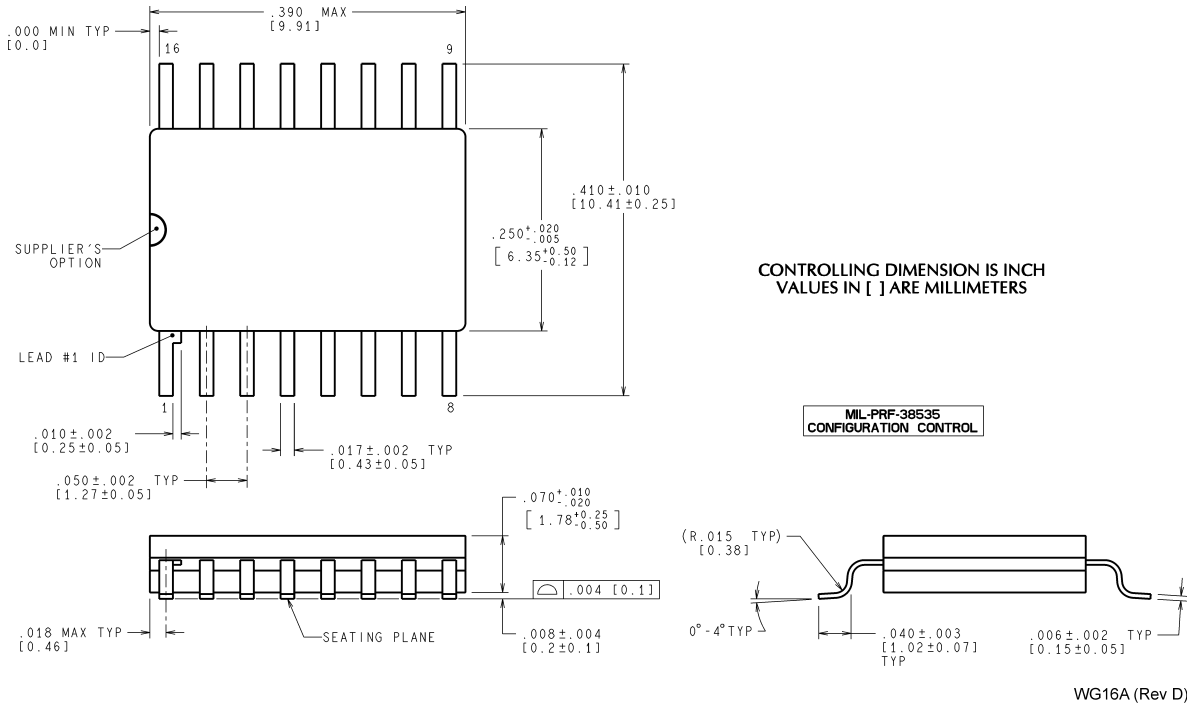 .390 MAX
[9.91]
.000 MIN TYP
[0.0]
16
9
.410±.010
[10.41±0.25]
.250+.020
-.005
[ 6.35+0.50
-0.12 ]
SUPPLIER'S
OPTION
CONTROLLING DIMENSION IS INCH
VALUES IN [ ] ARE MILLIMETERS
LEAD #1 ID
1
8
MIL-PRF-38535
CONFIGURATION CONTROL
.010±.002
[0.25±0.05]
.017±.002 TYP
[0.43±0.05]
.050±.002 TYP
[1.27±0.05]
.070+.010
-.020
[ 1.78+0.25
-0.50 ]
(R.015 TYP)
[0.38]
.004 [0.1]
.018 MAX TYP
[0.46]
SEATING PLANE
.008±.004
[0.2±0.1]
0°-4° TYP
.040±.003
[1.02±0.07]
TYP
.006±.002 TYP
[0.15±0.05]
WG16A (Rev D)